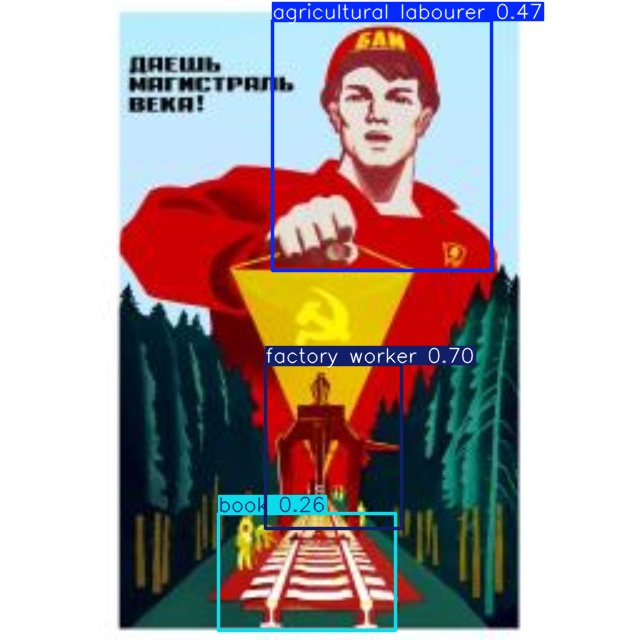 agricultural labourer 0.47
БАМ
ДАЕШЬ
МАГИСТРАЛЬ
ВЕКА!
factory worker 0.70
book 0.26